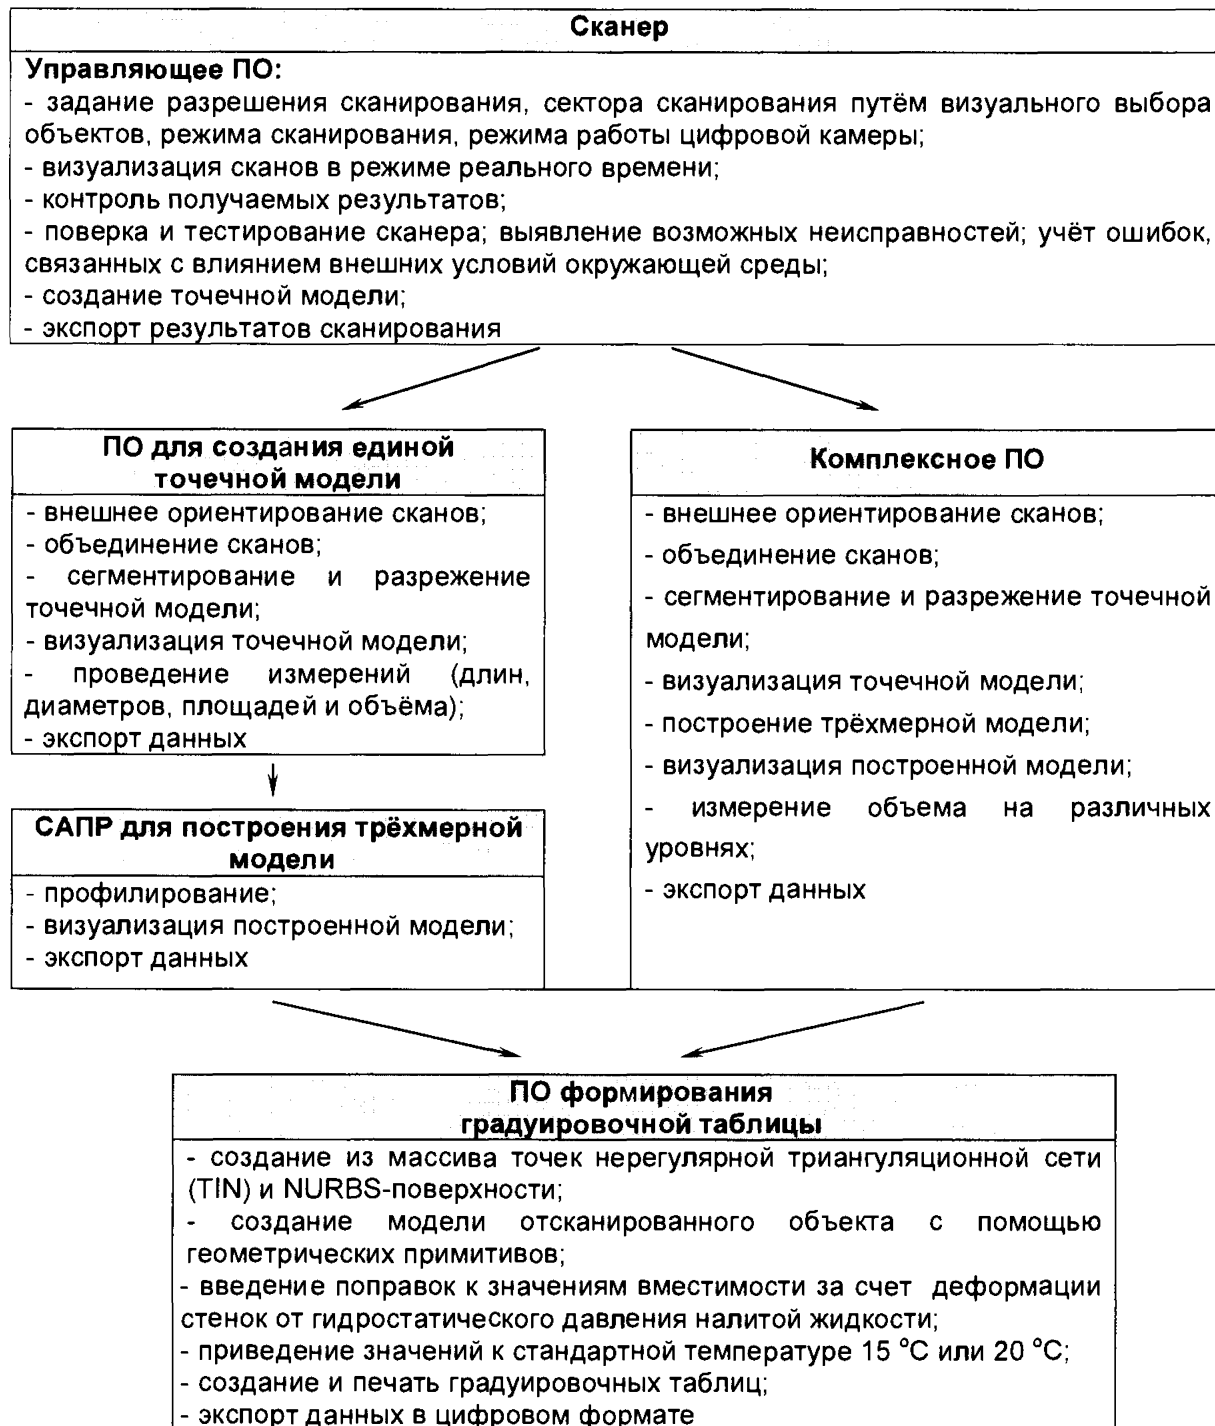 Сканер
Управляющее ПО:
- задание разрешения сканирования, сектора сканирования путём визуального выбора
объектов, режима сканирования, режима работы цифровой камеры;
- визуализация сканов в режиме реального времени;
- контроль получаемых результатов;
- поверка и тестирование сканера; выявление возможных неисправностей; учёт ошибок,
связанных с влиянием внешних условий окружающей среды;
- создание точечной модели;
- экспорт результатов сканирования
ПО для создания единой
точечной модели
- внешнее ориентирование сканов;
- объединение сканов;
- сегментирование и разрежение
точечной модели;
- визуализация точечной модели;
- проведение измерений (длин,
диаметров, площадей и объёма);
- экспорт данных
САПР для построения трёхмерной
модели
- профилирование;
- визуализация построенной модели;
- экспорт данных
Комплексное ПО
- внешнее ориентирование сканов;
- объединение сканов;
- сегментирование и разрежение точечной
модели;
- визуализация точечной модели;
- построение трёхмерной модели;
- визуализация построенной модели;
- измерение объема на различных
уровнях;
- экспорт данных
ПО формирования
градуировочной таблицы
- создание из массива точек нерегулярной триангуляционной сети
(TIN) и NURBS-поверхности;
- создание модели отсканированного объекта с помощью
геометрических примитивов;
- введение поправок к значениям вместимости за счет деформации
стенок от гидростатического давления налитой жидкости;
- приведение значений к стандартной температуре 15 °С или 20 °С;
- создание и печать градуировочных таблиц;
- экспорт данных в цифровом формате